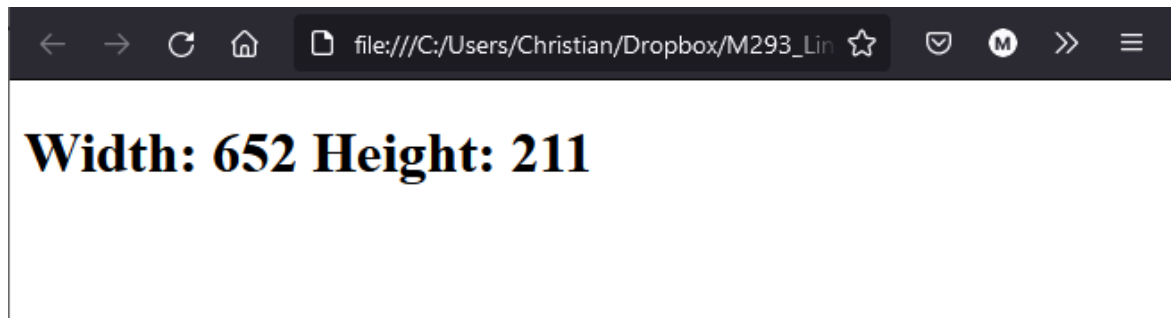 file:///C:/Users/Christian/Dropbox/M293_Lin
M
Width: 652 Height: 211